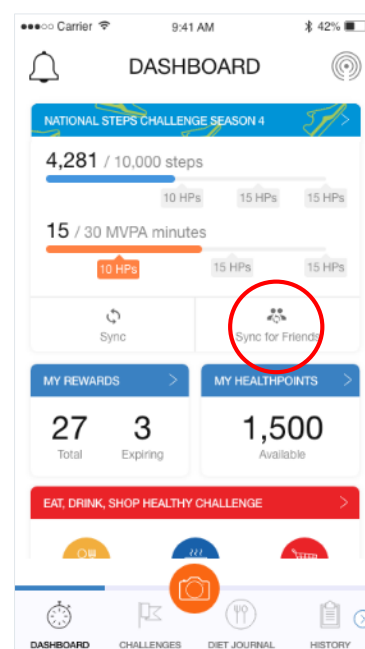 Carrier 9:41 AM 42%
DASHBOARD
NATIONAL STEPS CHALLENGE SEASON 4
4,281 / 10,000 steps
10 HPs 15 HPs 15 HPs
15 / 30 MVPA minutes
10 HPs 15 HPs 15 HPs
Sync Sync for Friends
MY REWARDS MY HEALTHPOINTS
27 3 1,500
Total Expiring Available
EAT, DRINK, SHOP HEALTHY CHALLENGE
DASHBOARD CHALLENGES DIET JOURNAL HISTORY